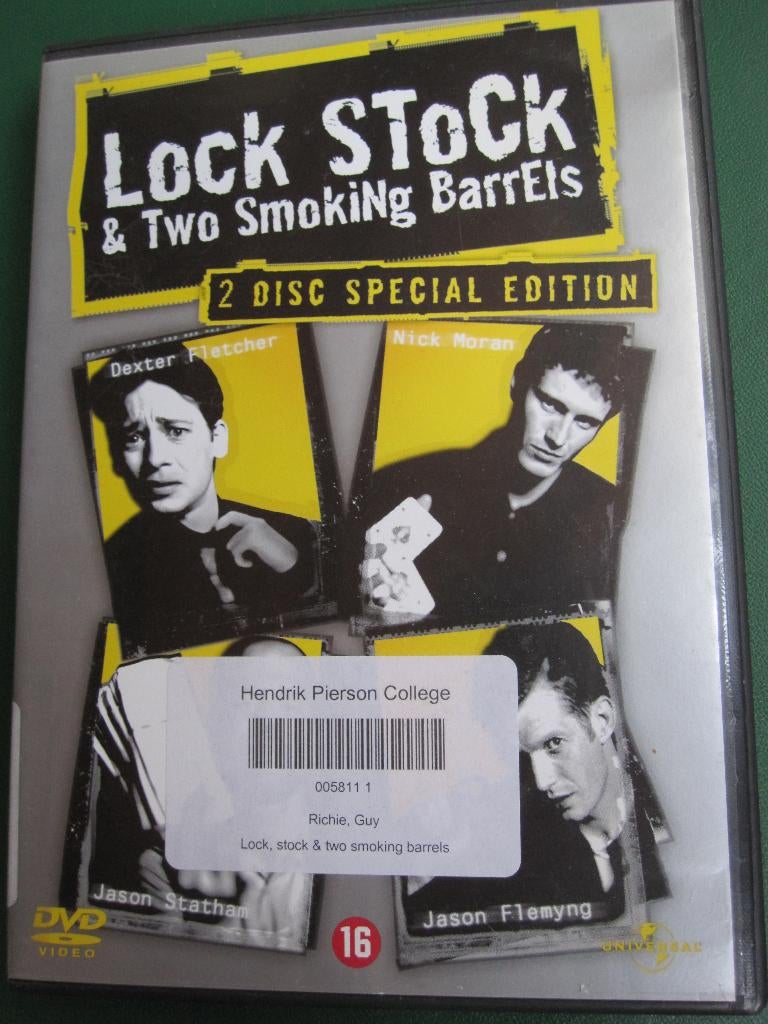 Lock STock
& Two SmokiNg BarrEls
2 DISC SPECIAL EDITION
Dexter Fletcher
Nick Moran
Hendrik Pierson College
005811 1
Richie, Guy
Lock, stock & two smoking barrels
Jason Statham
Jason Flemyng
DVD
VIDEO
16
UNIVERSAL